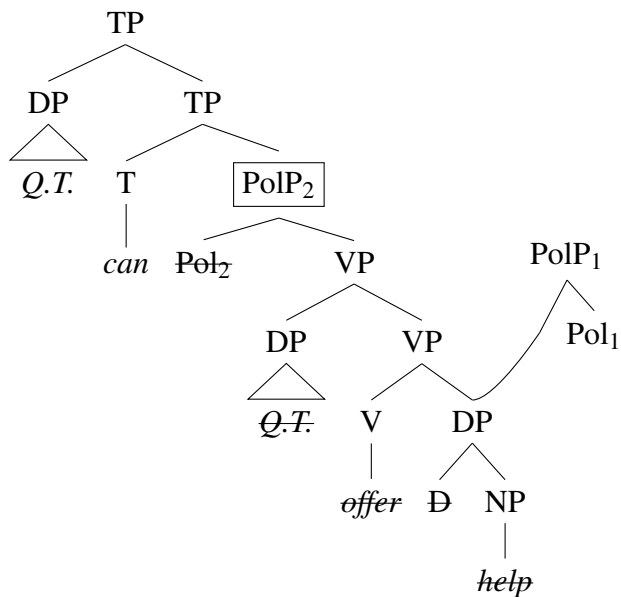 TP
DP TP
Q.T. T PolP₂
can Pol₂ VP PolP₁
DP VP Pol₁
Q.T. V DP
offer D NP
help